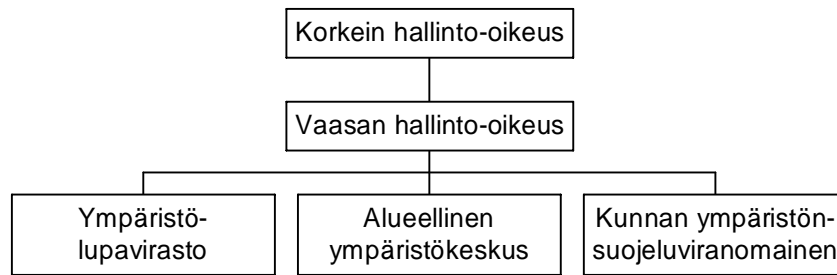 Korkein hallinto-oikeus
Vaasan hallinto-oikeus
Ympäristö-
lupavirasto
Alueellinen
ympäristökeskus
Kunnan ympäristön-
suojeluviranomainen